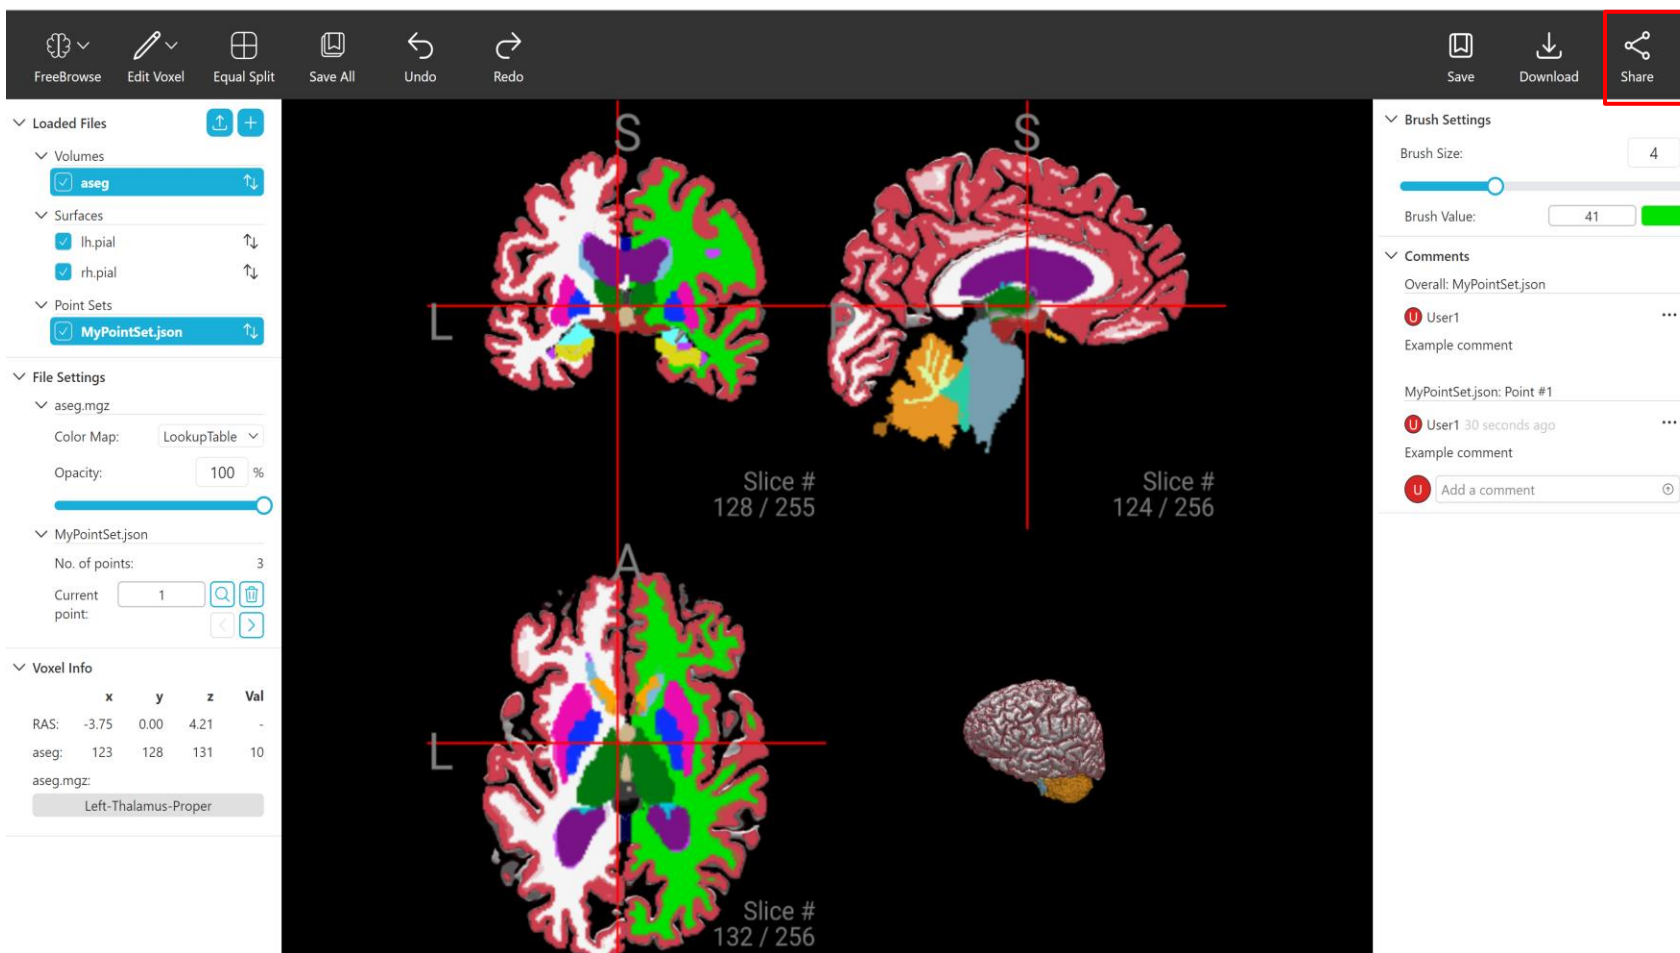 FreeBrowse
Edit Voxel
Equal Split
Save All
Undo
Redo
Save
Download
Share
Loaded Files
Volumes
aseg
Surfaces
lh.pial
rh.pial
Point Sets
MyPointSet.json
File Settings
aseg.mgz
Color Map: LookupTable
Opacity: 100 %
MyPointSet.json
No. of points: 3
Current point: 1
Voxel Info
x y z Val
RAS: -3.75 0.00 4.21 -
aseg: 123 128 131 10
aseg.mgz:
Left-Thalamus-Proper
S
L
Slice #
128 / 255
S
P
Slice #
124 / 256
A
L
Slice #
132 / 256
Brush Settings
Brush Size: 4
Brush Value: 41
Comments
Overall: MyPointSet.json
U User1
Example comment
MyPointSet.json: Point #1
U User1 30 seconds ago
Example comment
U Add a comment